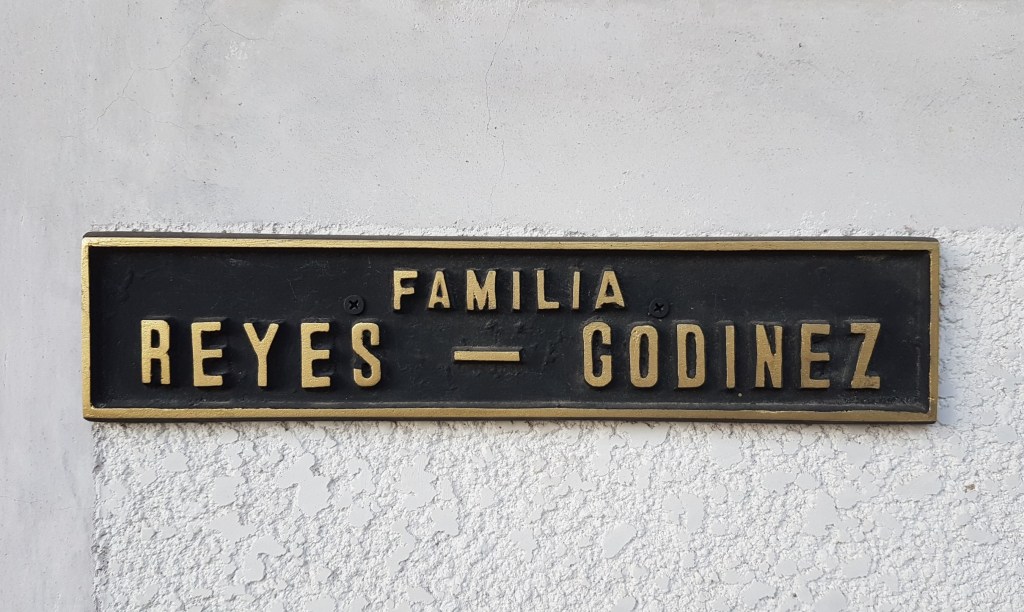 FAMILIA
REYES — GODINEZ